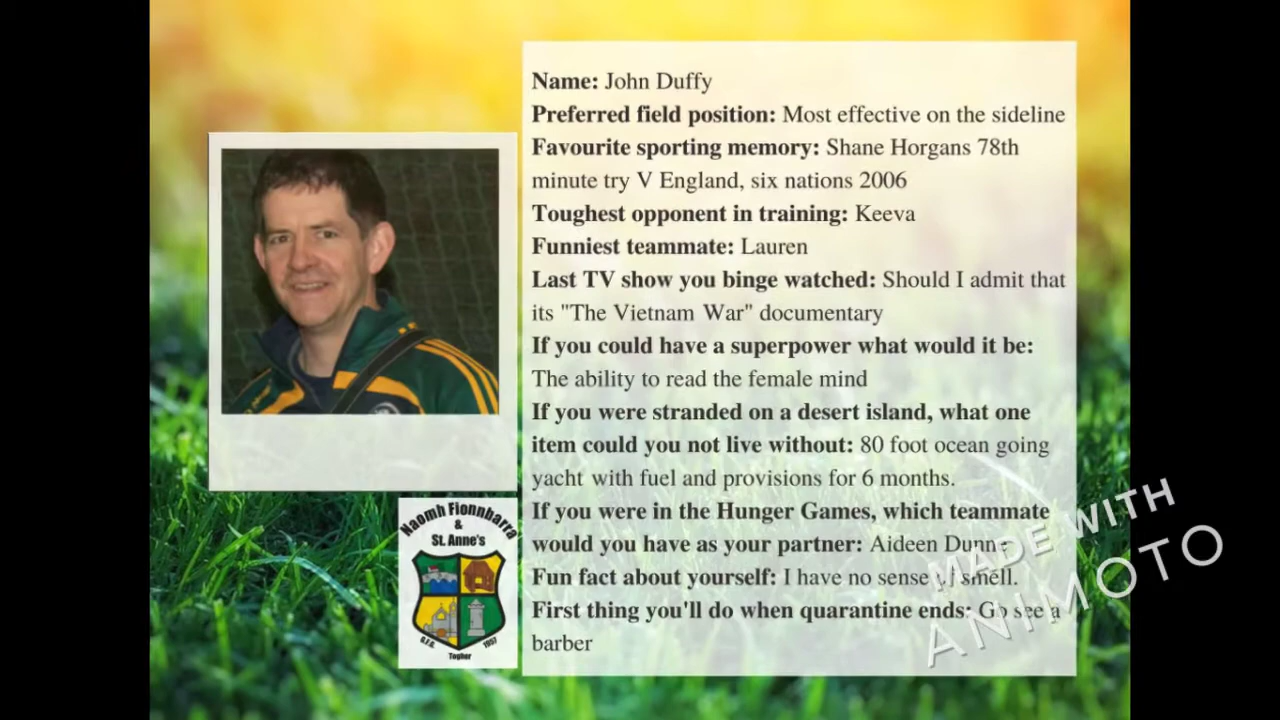 Name: John Duffy
Preferred field position: Most effective on the sideline
Favourite sporting memory: Shane Horgans 78th
minute try V England, six nations 2006
Toughest opponent in training: Keeva
Funniest teammate: Lauren
Last TV show you binge watched: Should I admit that
its "The Vietnam War" documentary
If you could have a superpower what would it be:
The ability to read the female mind
If you were stranded on a desert island, what one
item could you not live without: 80 foot ocean going
yacht with fuel and provisions for 6 months.
If you were in the Hunger Games, which teammate
would you have as your partner: Aideen Dunne
Fun fact about yourself: I have no sense of smell.
First thing you'll do when quarantine ends: Go see a
barber
Naomh Fionnbarra
&
St. Anne's
G.F.C. 1957
Togher
MADE WITH
ANIMOTO